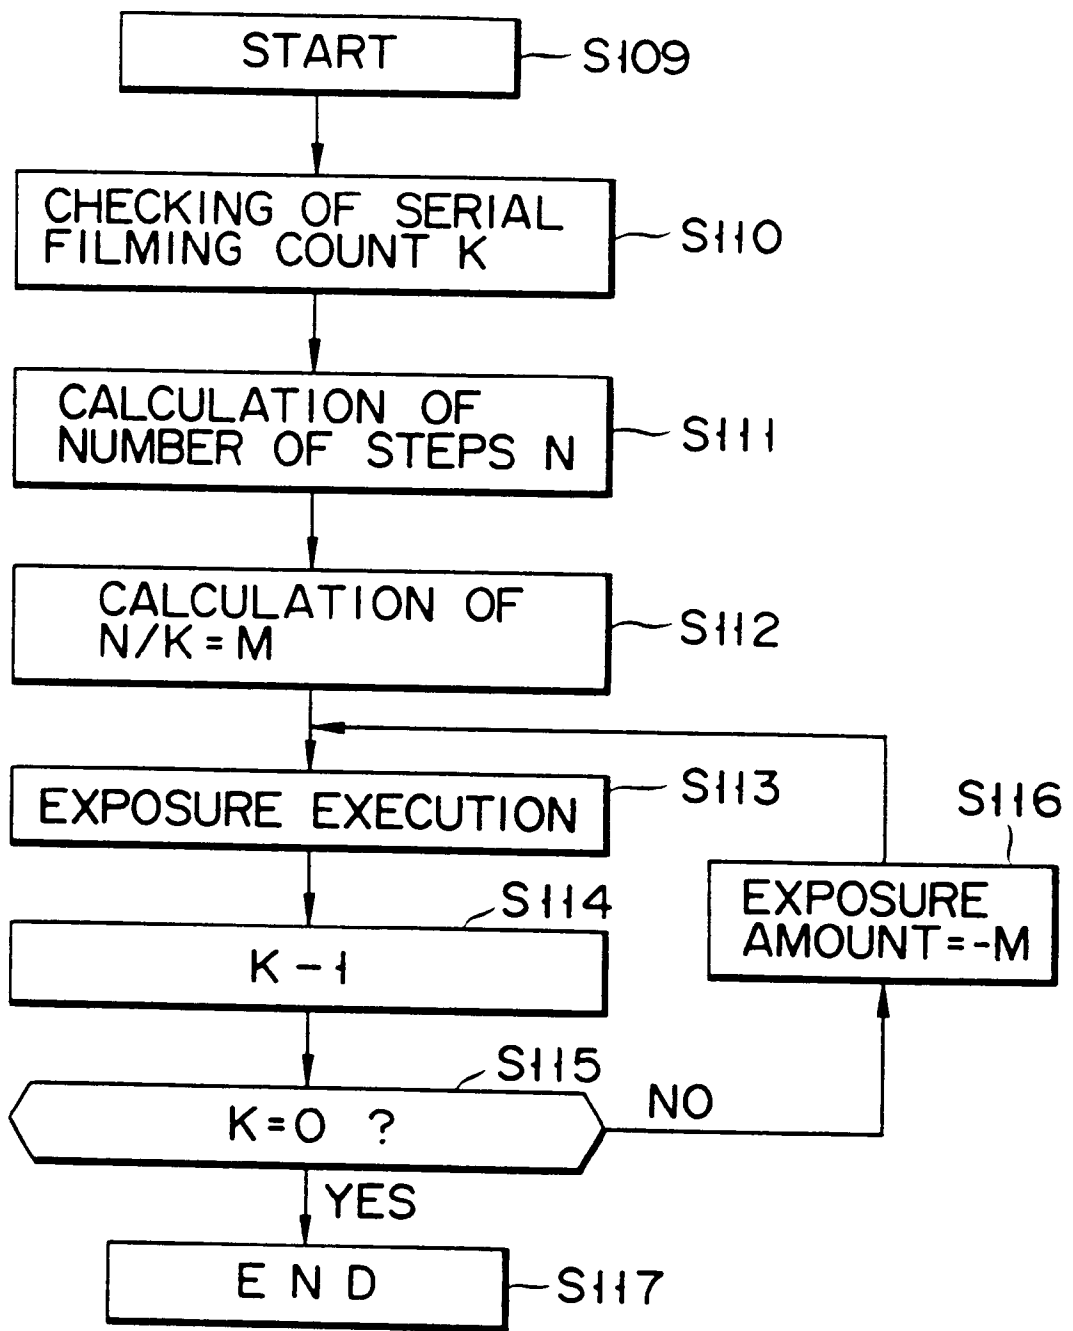 START
S109
CHECKING OF SERIAL
FILMING COUNT K
S110
CALCULATION OF
NUMBER OF STEPS N
S111
CALCULATION OF
N/K=M
S112
EXPOSURE EXECUTION
S113
S116
EXPOSURE
AMOUNT=-M
S114
K-1
S115
K=0 ?
NO
YES
END
S117